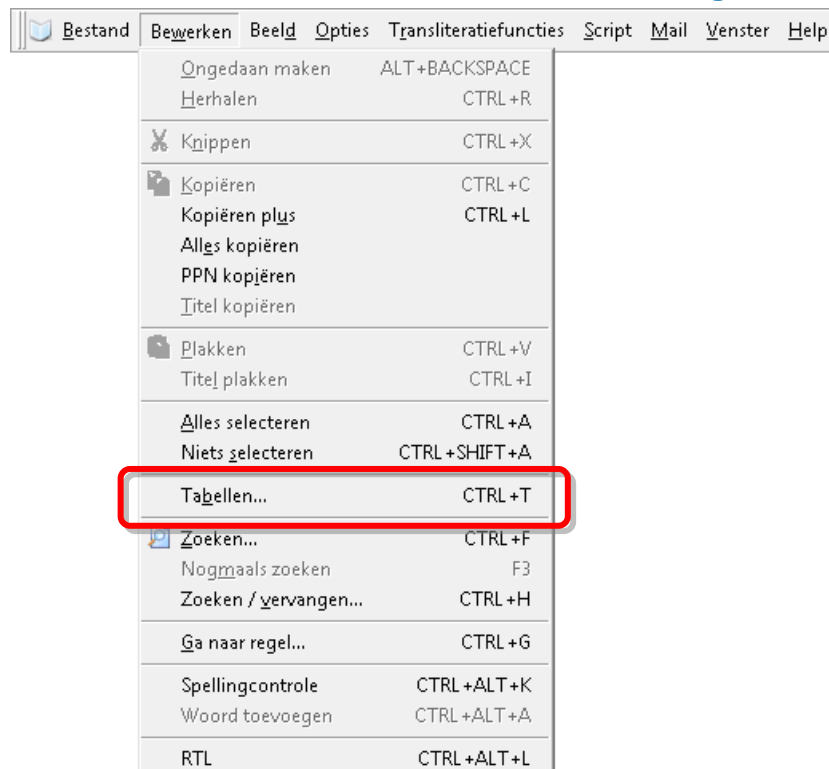 Bestand Bewerken Beeld Opties Transliteratiefuncties Script Mail Venster Help
Ongedaan maken ALT+BACKSPACE
Herhalen CTRL+R
Knippen CTRL+X
Kopiëren CTRL+C
Kopiëren plus CTRL+L
Alles kopiëren
PPN kopiëren
Titel kopiëren
Plakken CTRL+V
Titel plakken CTRL+I
Alles selecteren CTRL+A
Niets selecteren CTRL+SHIFT+A
Tabellen... CTRL+T
Zoeken... CTRL+F
Nogmaals zoeken F3
Zoeken / vervangen... CTRL+H
Ga naar regel... CTRL+G
Spellingcontrole CTRL+ALT+K
Woord toevoegen CTRL+ALT+A
RTL CTRL+ALT+L